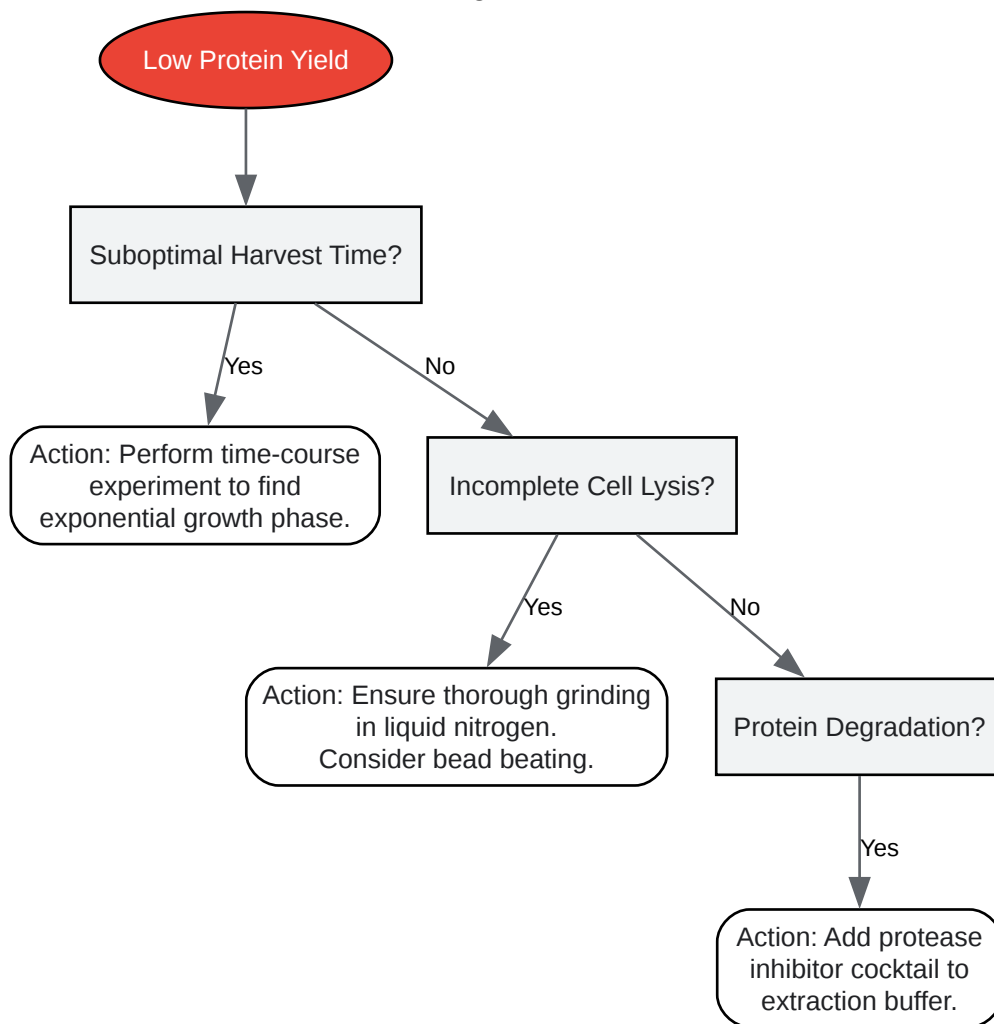 Low Protein Yield
Suboptimal Harvest Time?
Yes
No
Action: Perform time-course
experiment to find
exponential growth phase.
Incomplete Cell Lysis?
Yes
No
Action: Ensure thorough grinding
in liquid nitrogen.
Consider bead beating.
Protein Degradation?
Yes
Action: Add protease
inhibitor cocktail to
extraction buffer.